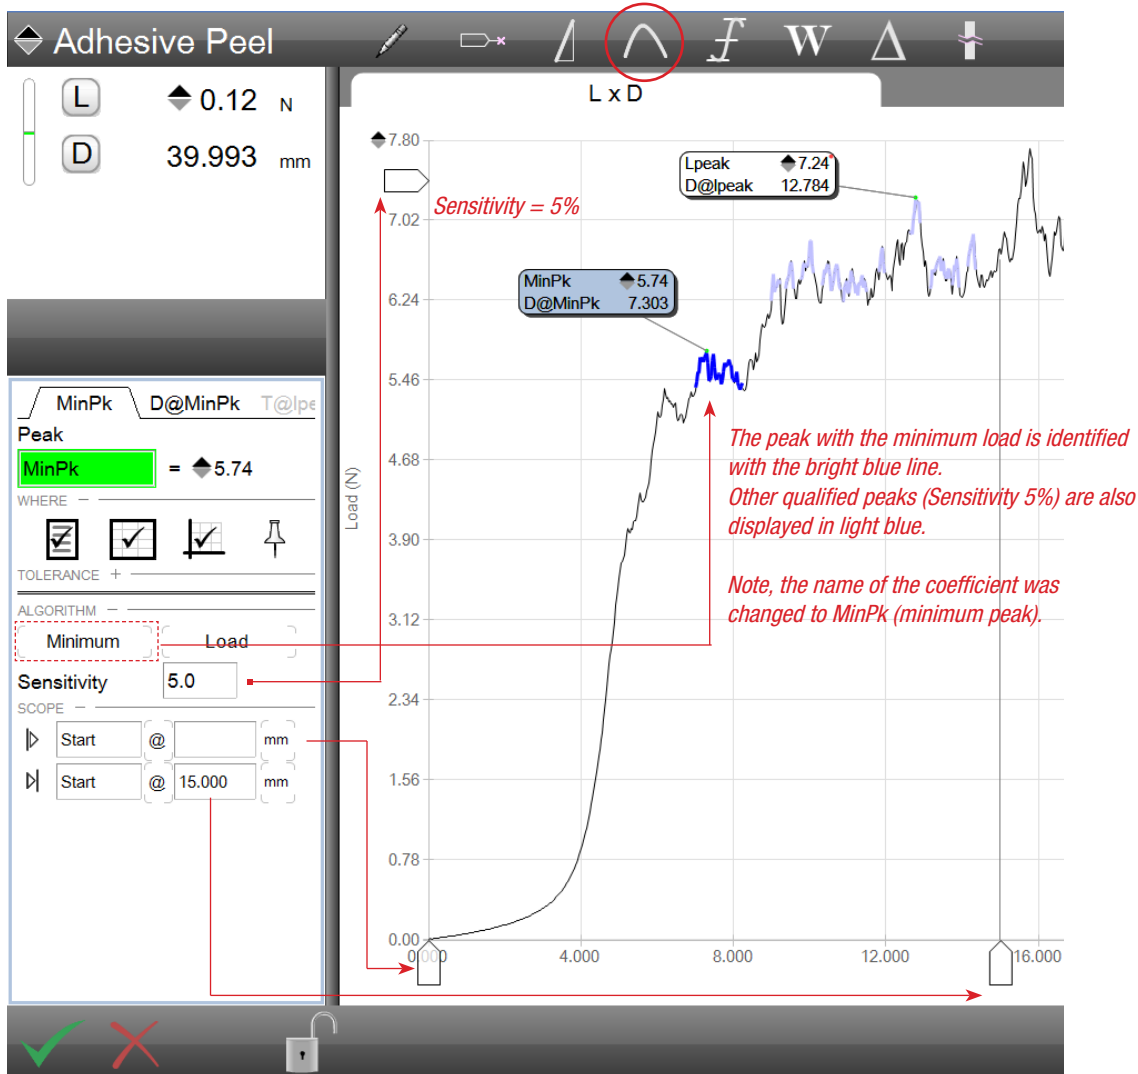 Adhesive Peel
W
L 0.12 N
D 39.993 mm
L x D
7.80
Lpeak 7.24
D@lpeak 12.784
Sensitivity = 5%
7.02
MinPk 5.74
D@MinPk 7.303
6.24
5.46
MinPk D@MinPk T@lpe
Peak
MinPk = 5.74
WHERE
The peak with the minimum load is identified
with the bright blue line.
Other qualified peaks (Sensitivity 5%) are also
displayed in light blue.
Note, the name of the coefficient was
changed to MinPk (minimum peak).
4.68
Load (N)
3.90
TOLERANCE +
ALGORITHM
3.12
Minimum Load
Sensitivity 5.0
SCOPE
2.34
Start @ mm
Start @ 15.000 mm
1.56
0.78
0.00
0.000 4.000 8.000 12.000 16.000